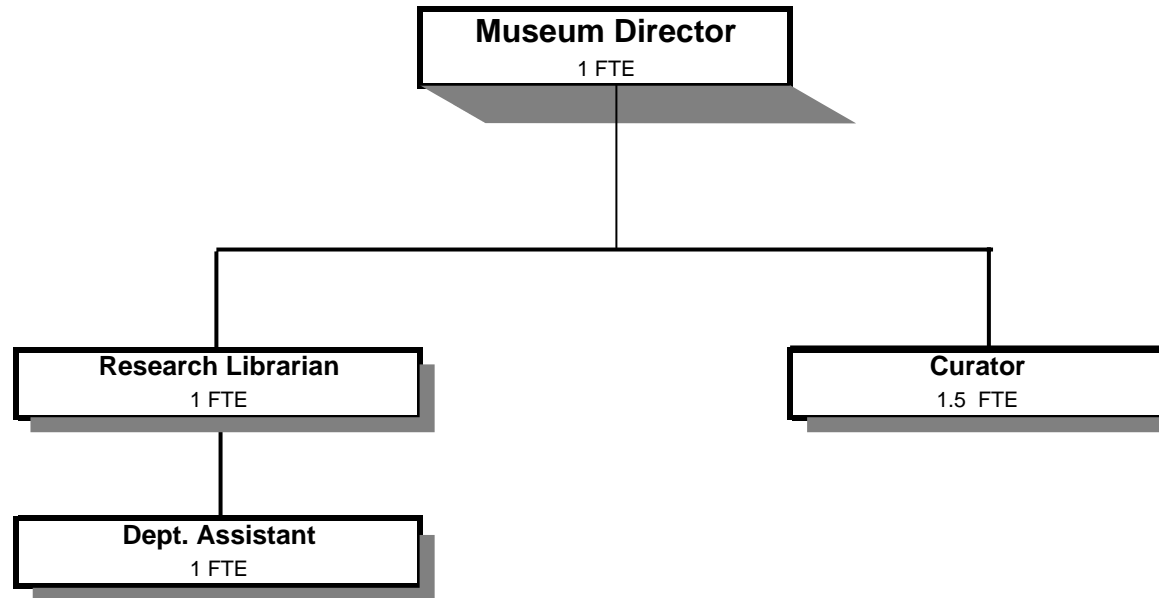 Museum Director
1 FTE
Research Librarian
1 FTE
Curator
1.5 FTE
Dept. Assistant
1 FTE